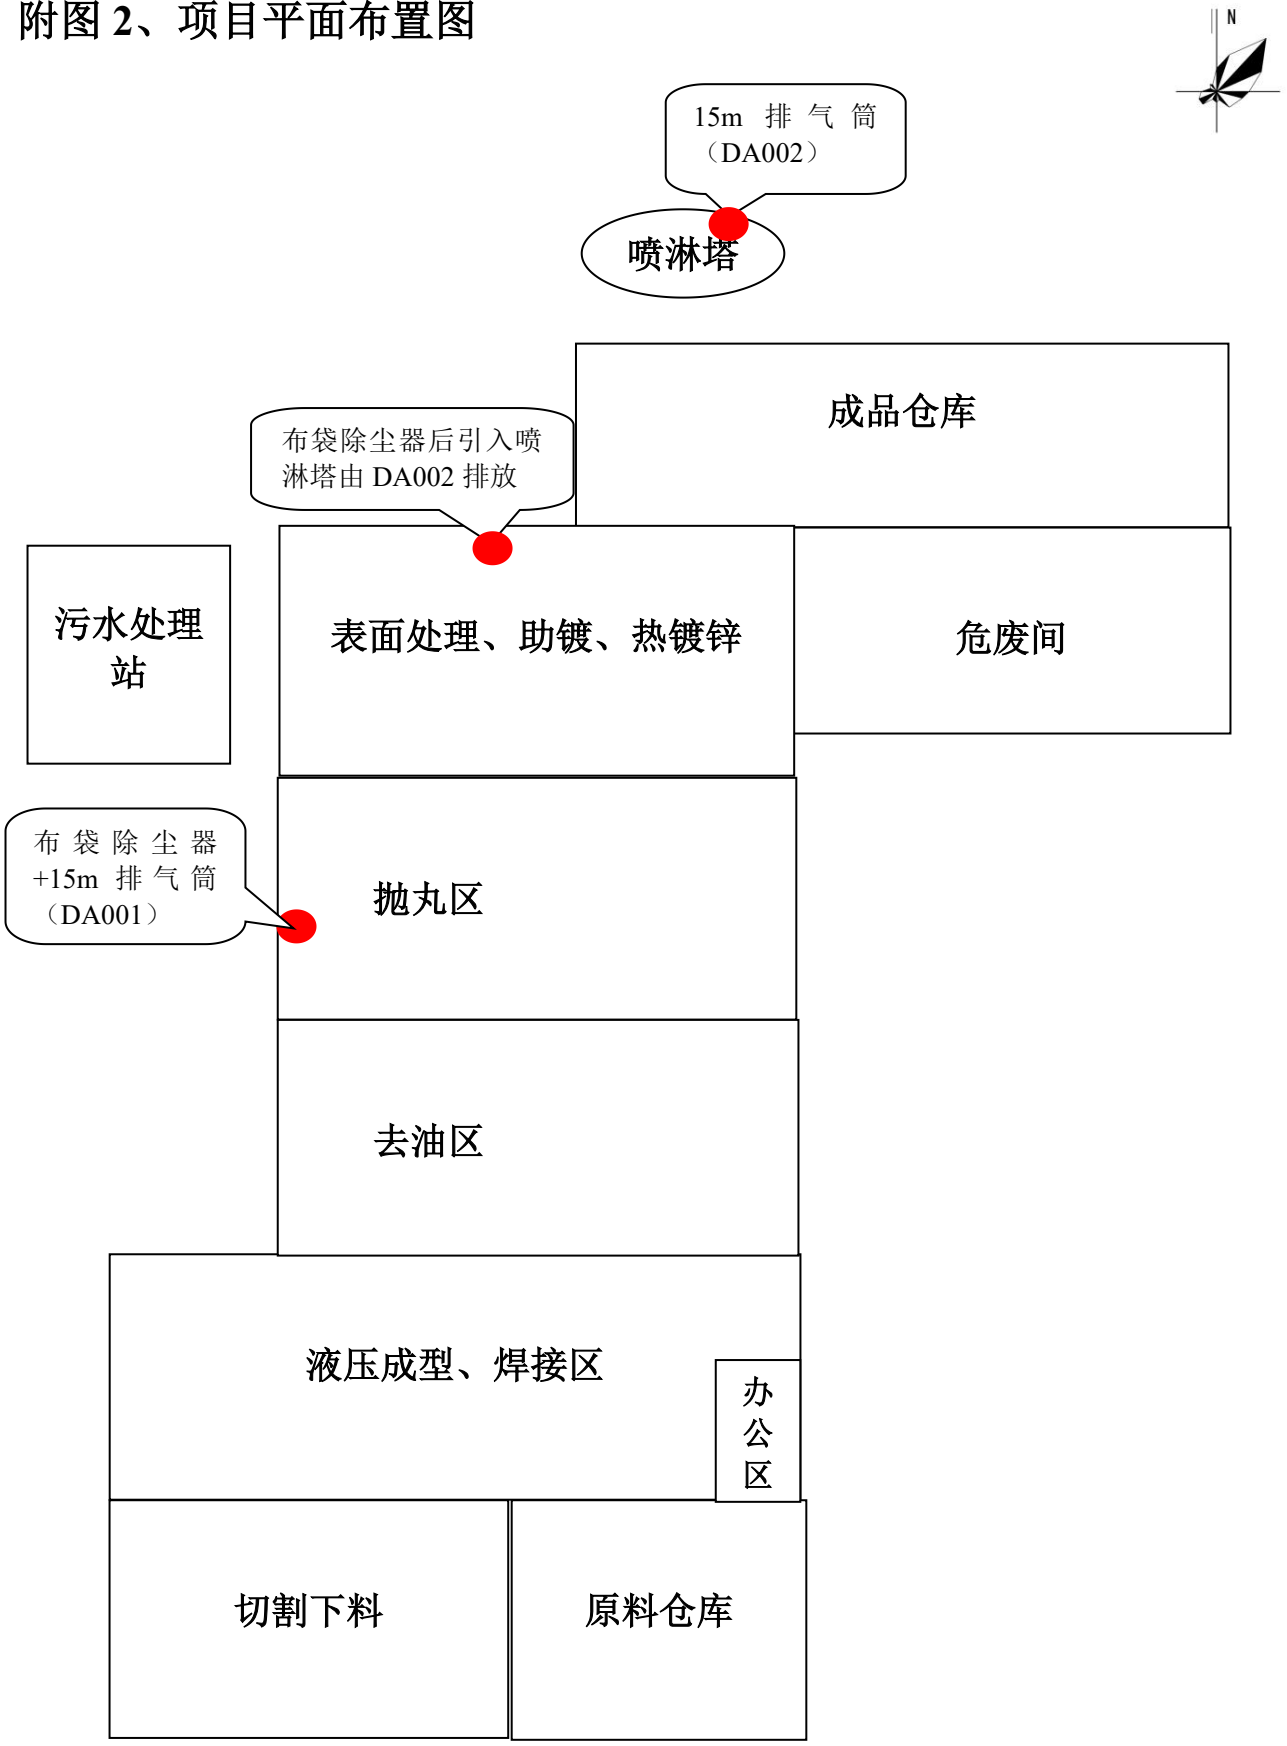 附图 2、项目平面布置图
N
15m 排气筒
（DA002）
喷淋塔
成品仓库
布袋除尘器后引入喷
淋塔由 DA002 排放
污水处理
站
表面处理、助镀、热镀锌
危废间
布袋除尘器
+15m 排气筒
（DA001）
抛丸区
去油区
液压成型、焊接区
办
公
区
切割下料
原料仓库